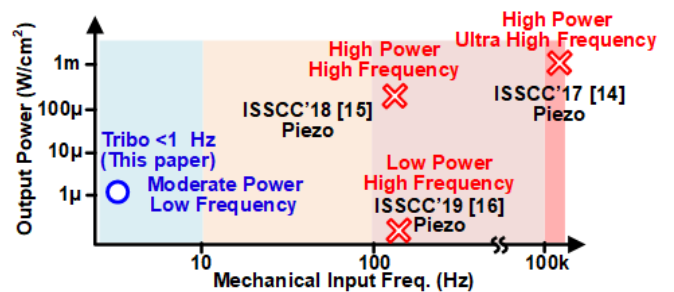 High Power
Ultra High Frequency
High Power
High Frequency
ISSCC'17 [14]
Piezo
ISSCC'18 [15]
Piezo
Tribo <1 Hz
(This paper)
Moderate Power
Low Frequency
Low Power
High Frequency
ISSCC'19 [16]
Piezo
Output Power (W/cm²)
1m
100µ
10µ
1µ
10
100
100k
Mechanical Input Freq. (Hz)